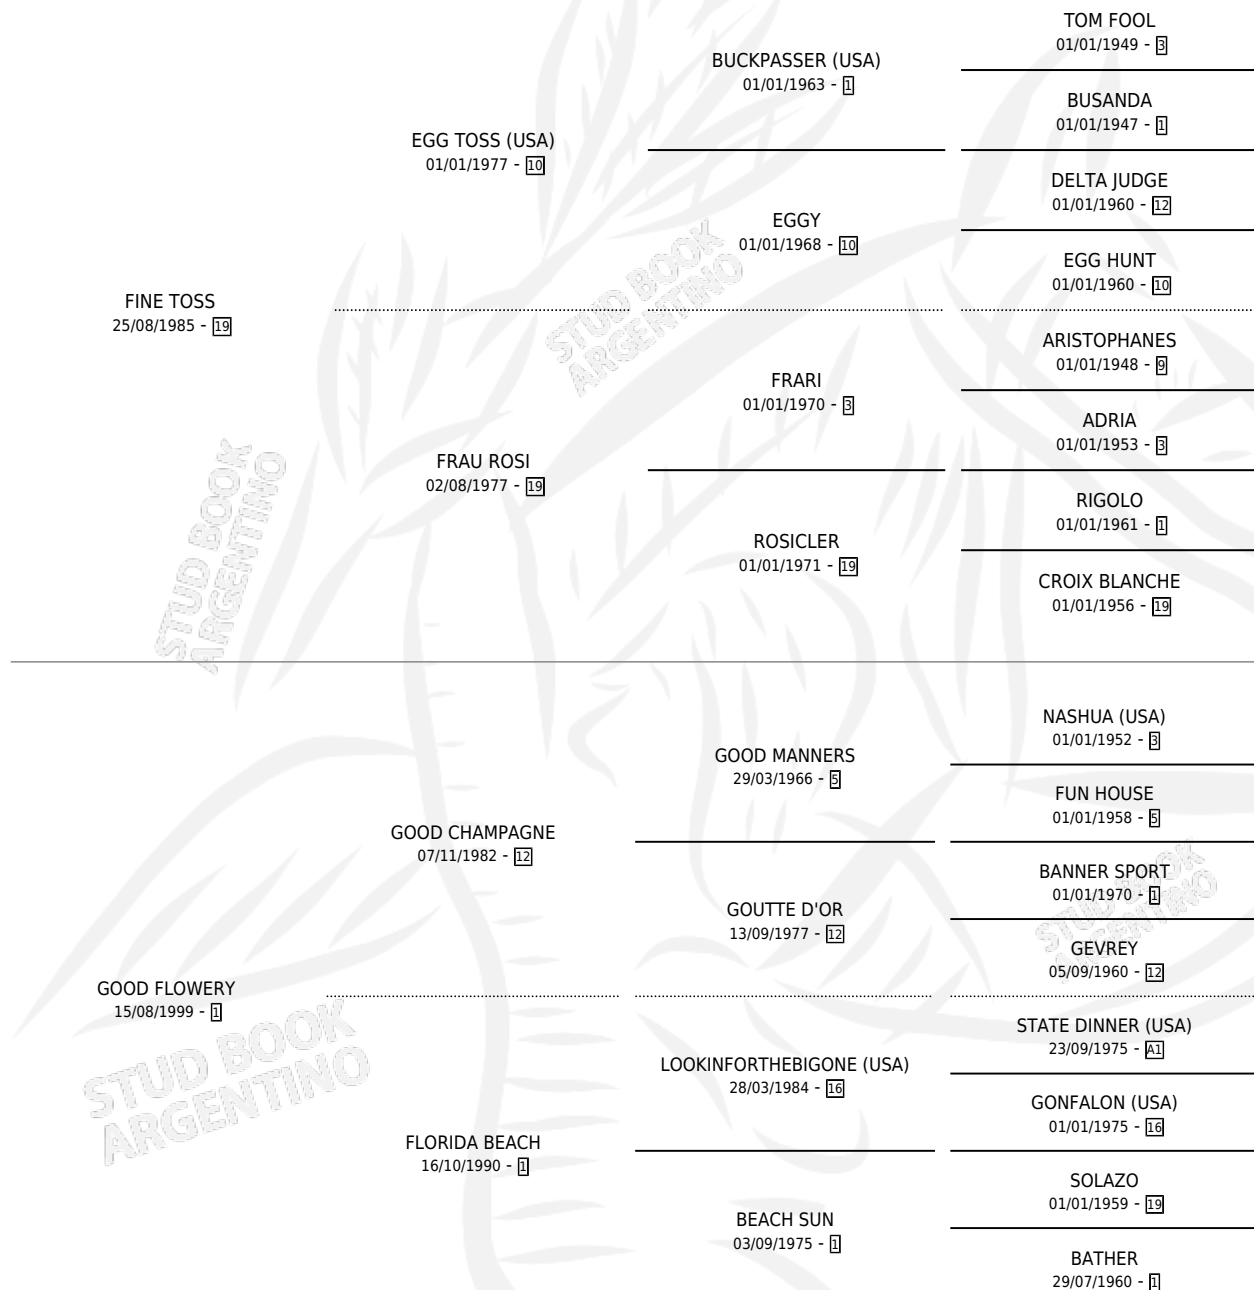 TOM FOOL
01/01/1949 - 3
BUCKPASSER (USA)
01/01/1963 - 1
BUSANDA
01/01/1947 - 1
EGG TOSS (USA)
01/01/1977 - 10
DELTA JUDGE
01/01/1960 - 12
EGGY
01/01/1968 - 10
EGG HUNT
01/01/1960 - 10
FINE TOSS
25/08/1985 - 19
STUD BOOK
ARGENTINO
ARISTOPHANES
01/01/1948 - 9
FRARI
01/01/1970 - 3
ADRIA
01/01/1953 - 3
FRAU ROSI
02/08/1977 - 19
RIGOLO
01/01/1961 - 1
ROSICLER
01/01/1971 - 19
CROIX BLANCHE
01/01/1956 - 19
STUD BOOK
ARGENTINO
NASHUA (USA)
01/01/1952 - 3
GOOD MANNERS
29/03/1966 - 5
FUN HOUSE
01/01/1958 - 5
GOOD CHAMPAGNE
07/11/1982 - 12
BANNER SPORT
01/01/1970 - 1
GOUTTE D'OR
13/09/1977 - 12
GEVREY
05/09/1960 - 12
STUD BOOK
ARGENTINO
GOOD FLOWERY
15/08/1999 - 1
STUD BOOK
ARGENTINO
STATE DINNER (USA)
23/09/1975 - A1
LOOKINFORTHEBIGONE (USA)
28/03/1984 - 16
GONFALON (USA)
01/01/1975 - 16
FLORIDA BEACH
16/10/1990 - 1
SOLAZO
01/01/1959 - 19
BEACH SUN
03/09/1975 - 1
BATHER
29/07/1960 - 1